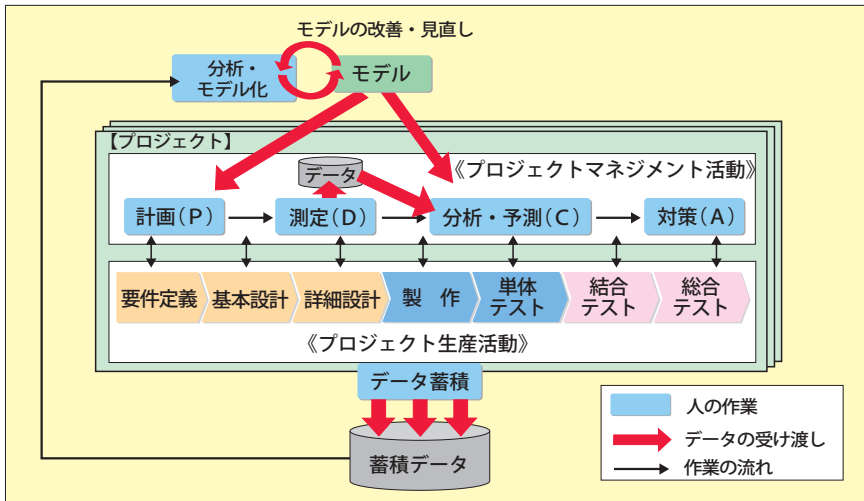 モデルの改善・見直し
分析・
モデル化
モデル
【プロジェクト】
《プロジェクトマネジメント活動》
データ
計画(P)
測定(D)
分析・予測(C)
対策(A)
要件定義
基本設計
詳細設計
製 作
単体
テスト
結合
テスト
総合
テスト
《プロジェクト生産活動》
データ蓄積
蓄積データ
人の作業
データの受け渡し
作業の流れ